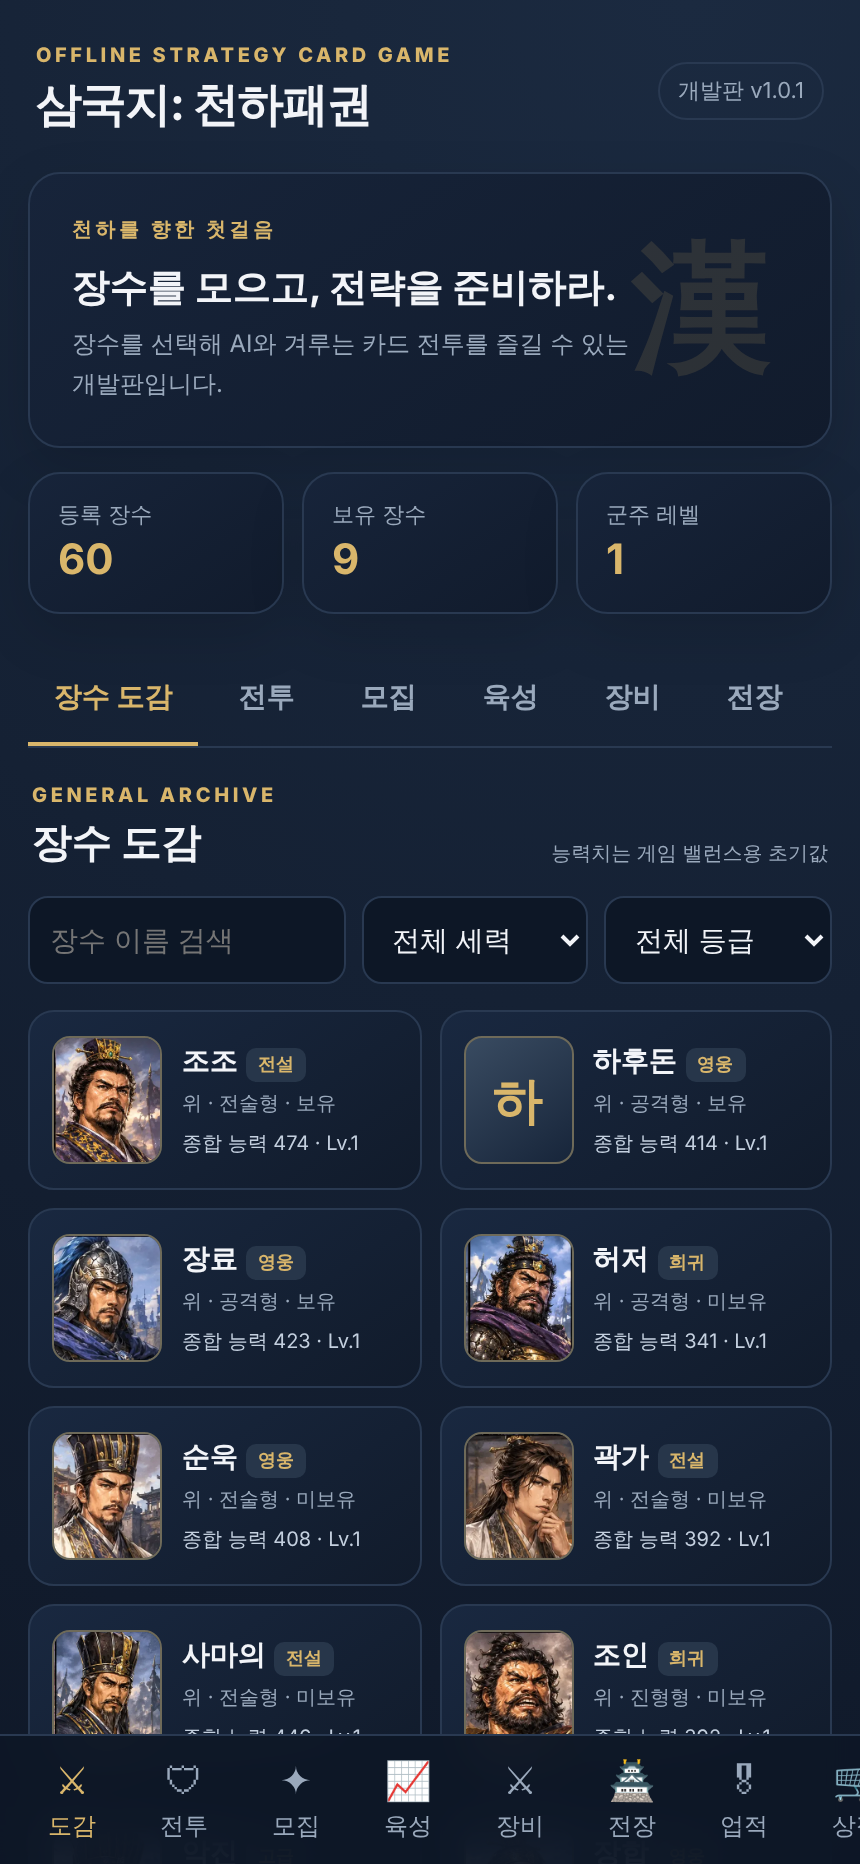 OFFLINE STRATEGY CARD GAME
삼국지: 천하패권
개발판 v1.0.1
천하를 향한 첫걸음
장수를 모으고, 전략을 준비하라.
장수를 선택해 AI와 겨루는 카드 전투를 즐길 수 있는
개발판입니다.
漢
등록 장수
60
보유 장수
9
군주 레벨
1
장수 도감 전투 모집 육성 장비 전장
GENERAL ARCHIVE
장수 도감
능력치는 게임 밸런스용 초기값
장수 이름 검색
전체 세력
전체 등급
조조 전설
위 · 전술형 · 보유
종합 능력 474 · Lv.1
하
하후돈 영웅
위 · 공격형 · 보유
종합 능력 414 · Lv.1
장료 영웅
위 · 공격형 · 보유
종합 능력 423 · Lv.1
허저 희귀
위 · 공격형 · 미보유
종합 능력 341 · Lv.1
순욱 영웅
위 · 전술형 · 미보유
종합 능력 408 · Lv.1
곽가 전설
위 · 전술형 · 미보유
종합 능력 392 · Lv.1
사마의 전설
위 · 전술형 · 미보유
조인 희귀
위 · 진형형 · 미보유
도감 전투 모집 육성 장비 전장 업적